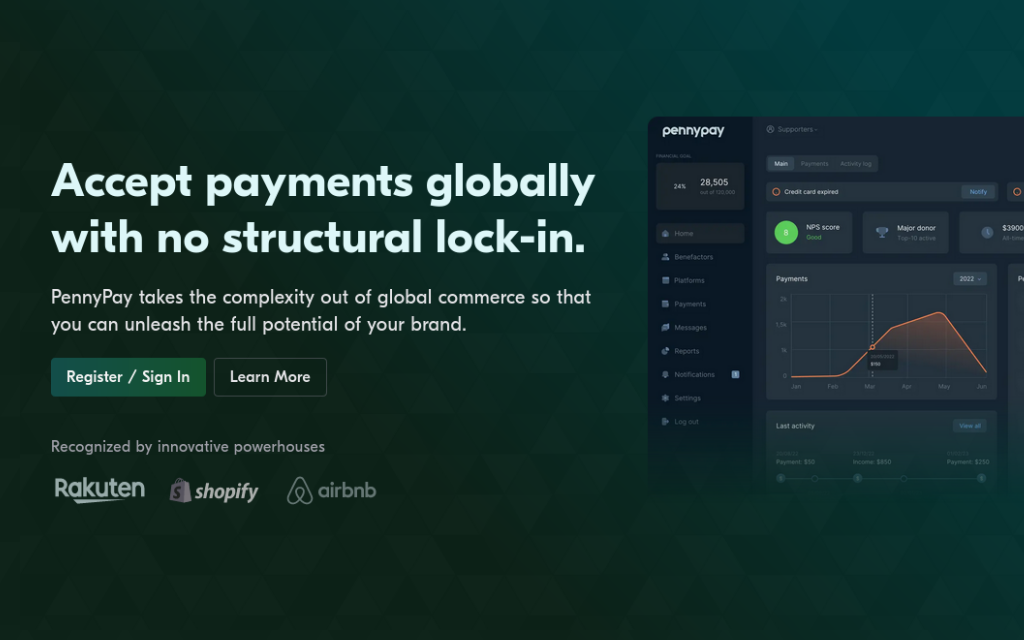 Accept payments globally
with no structural lock-in.
PennyPay takes the complexity out of global commerce so that
you can unleash the full potential of your brand.
Register / Sign In
Learn More
Recognized by innovative powerhouses
Rakuten
shopify
airbnb
pennypay
FINANCIAL GOAL
24%
28,505
out of 120,000
Home
Benefactors
Platforms
Payments
Messages
Reports
Notifications
Settings
Log out
Supporters
Main
Payments
Activity log
Credit card expired
Notify
8
NPS score
Good
Major donor
Top-10 active
$3900
All-time
Payments
2022
2k
1,5k
1k
0
Jan
Feb
Mar
Apr
May
Jun
$150
Last activity
View all
Payment: $50
Income: $850
Payment: $250